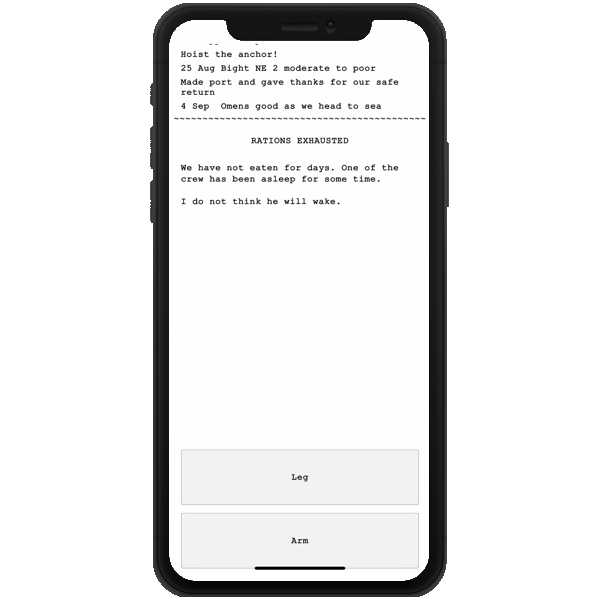 Hoist the anchor!
25 Aug Bight NE 2 moderate to poor
Made port and gave thanks for our safe
return
4 Sep  Omens good as we head to sea
~~~~~~~~~~~~~~~~~~~~~~~~~~~~~~~~~~~~~~~~~~
RATIONS EXHAUSTED
We have not eaten for days. One of the
crew has been asleep for some time.
I do not think he will wake.
Leg
Arm